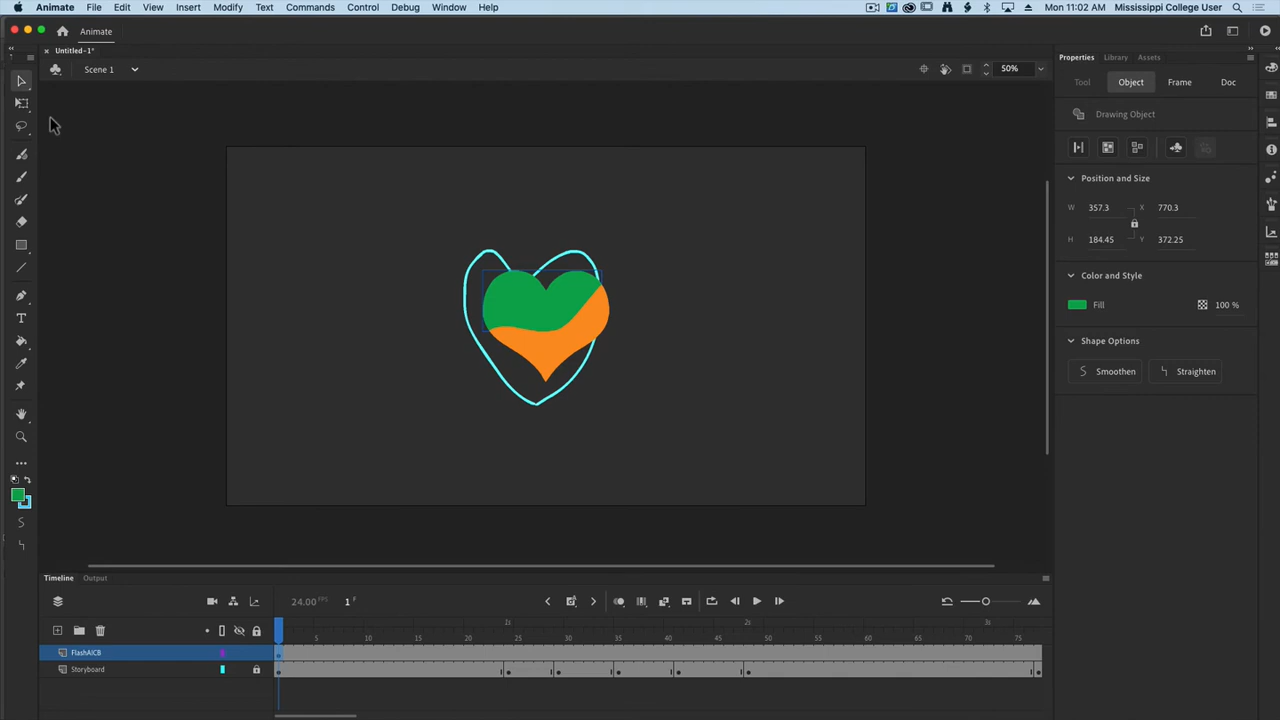 Animate File Edit View Insert Modify Text Commands Control Debug Window Help Mon 11:02 AM Mississippi College User
Animate
Untitled-1*
Scene 1 50%
Properties Library Assets
Tool Object Frame Doc
Drawing Object
Position and Size
W 357.3 X 770.3
H 184.45 Y 372.25
Color and Style
Fill 100 %
Shape Options
Smoothen Straighten
Timeline Output
24.00 FPS 1 F
1s 2s 3s
5 10 15 20 25 30 35 40 45 50 55 60 65 70 75
FlashAICB
Storyboard